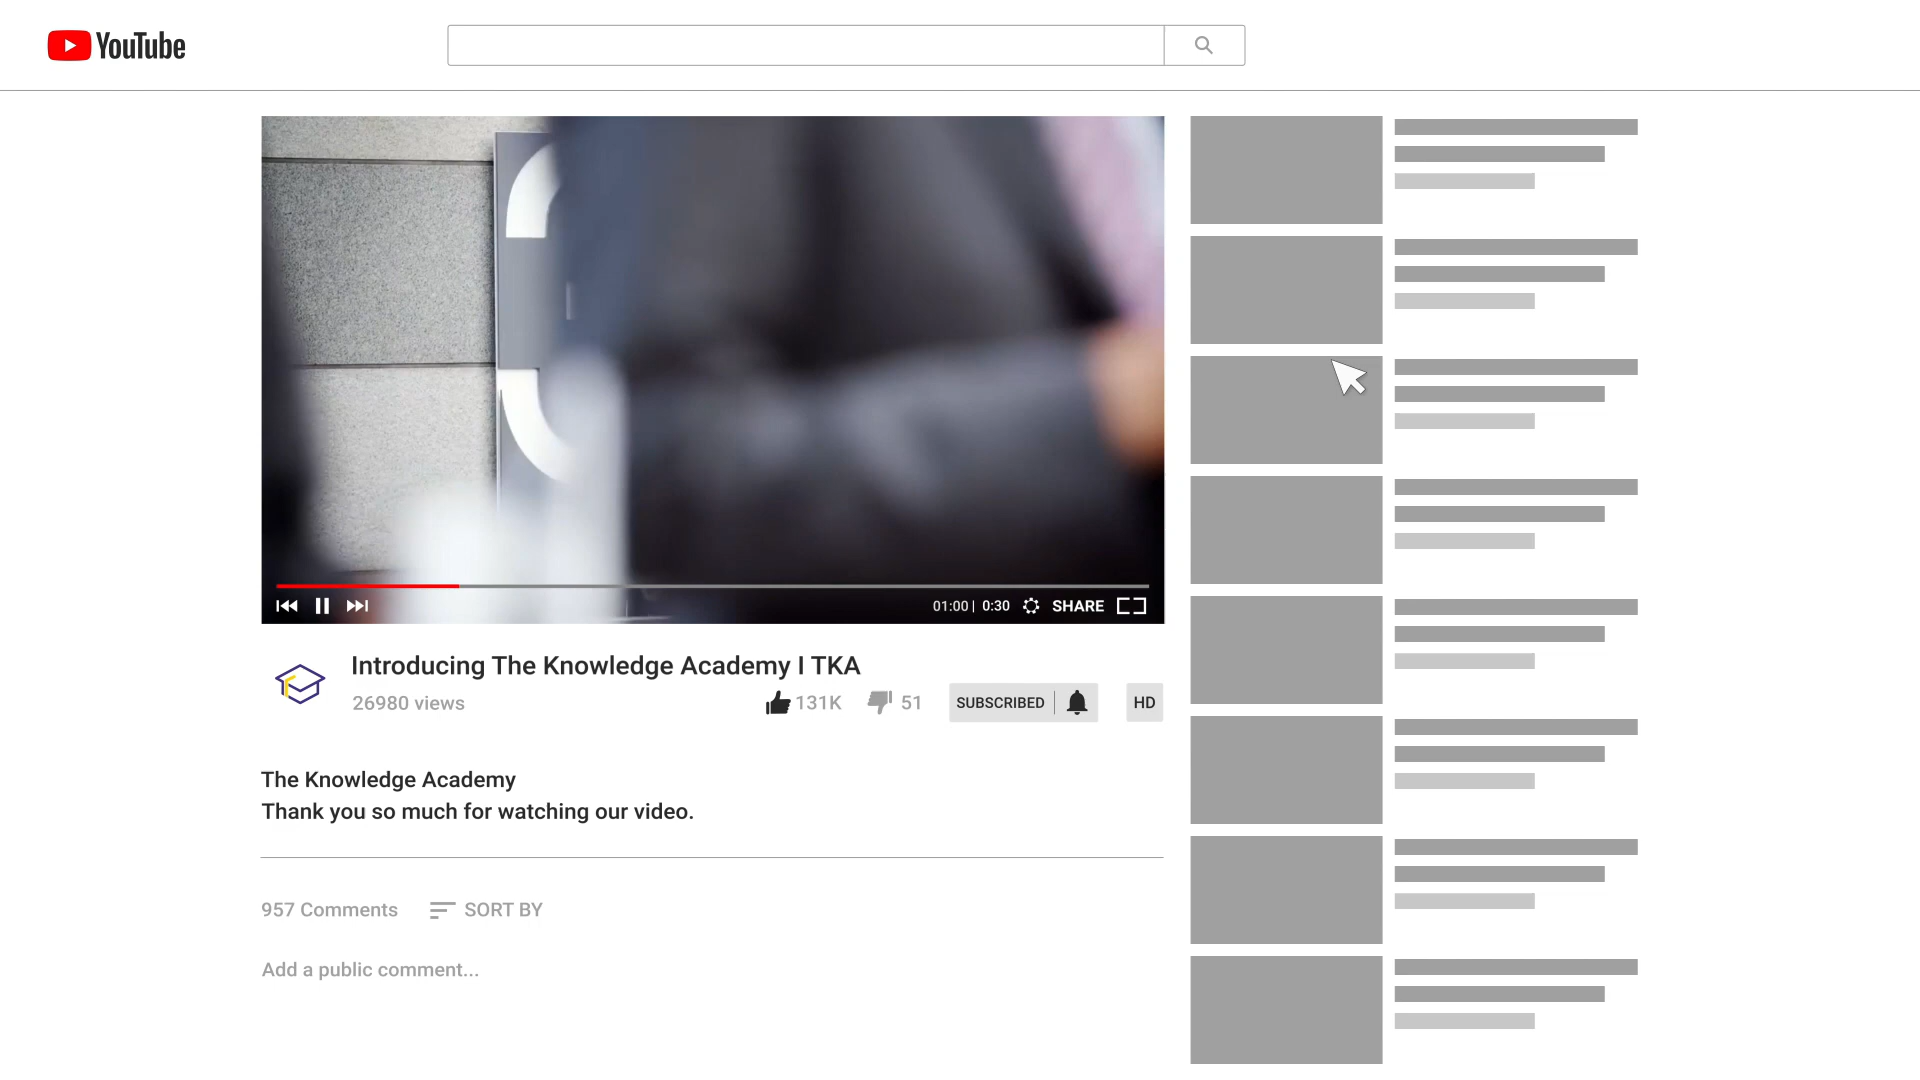 YouTube
01:00 | 0:30 SHARE
Introducing The Knowledge Academy I TKA
26980 views
131K 51 SUBSCRIBED HD
The Knowledge Academy
Thank you so much for watching our video.
957 Comments SORT BY
Add a public comment...